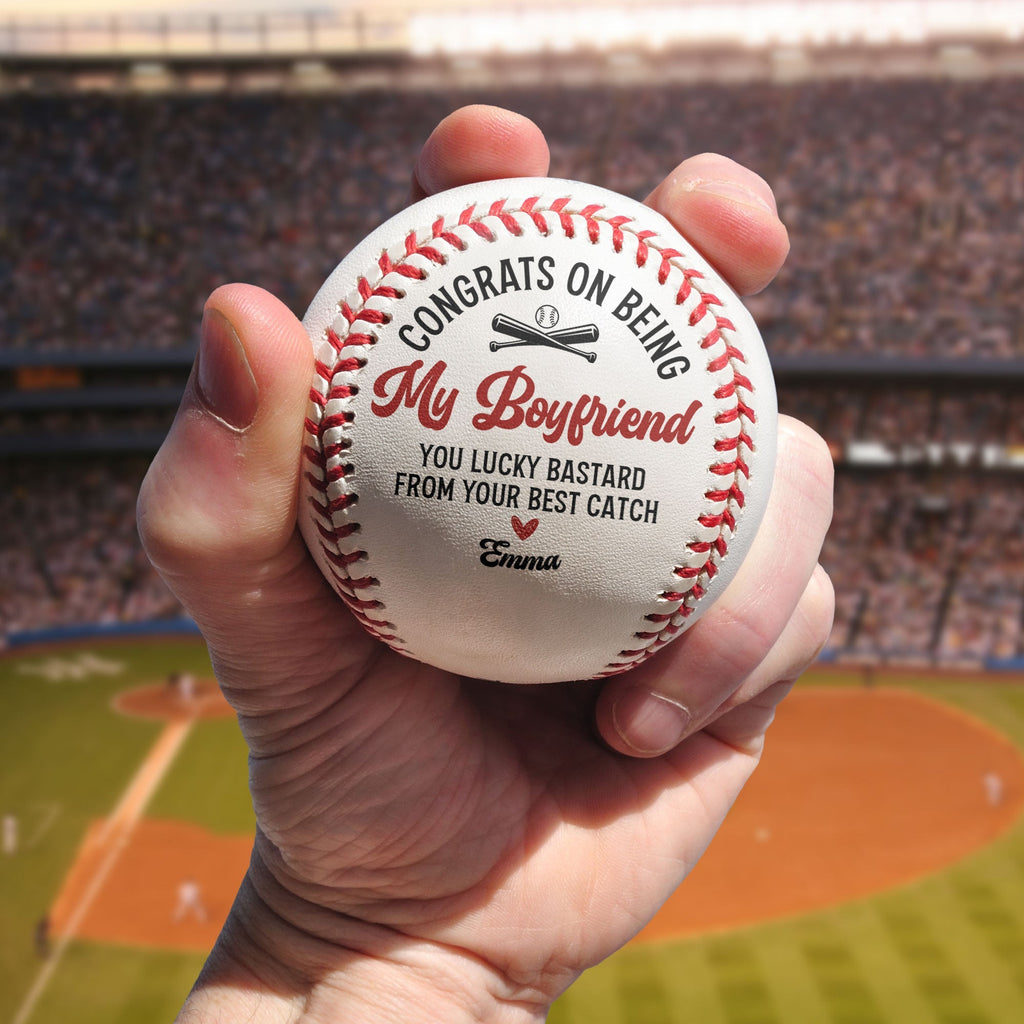 CONGRATS ON BEING
My Boyfriend
YOU LUCKY BASTARD
FROM YOUR BEST CATCH
Emma